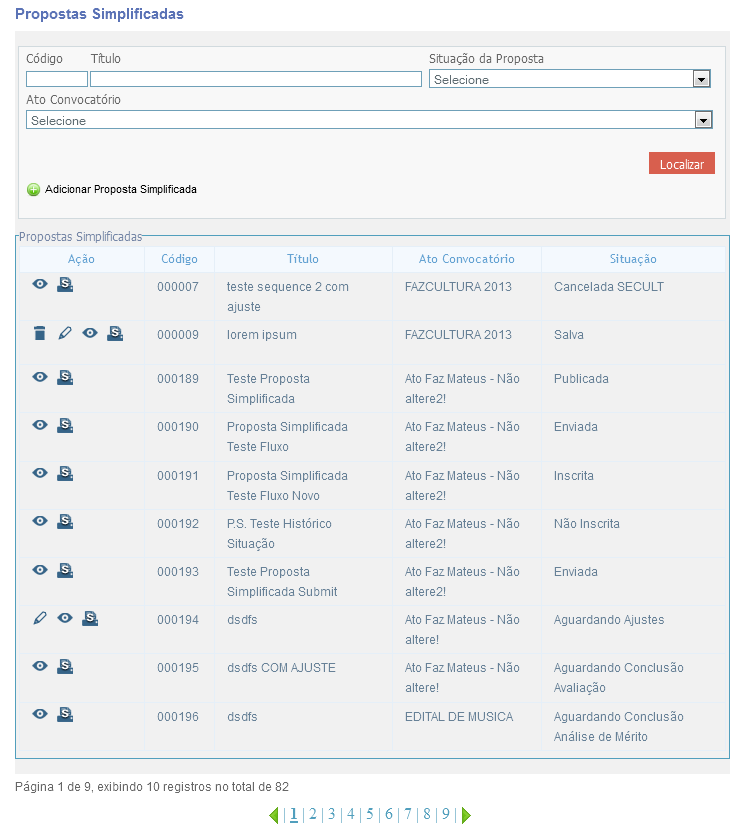 Propostas Simplificadas
Código Título Situação da Proposta
Selecione
Ato Convocatório
Selecione
Localizar
Adicionar Proposta Simplificada
Propostas Simplificadas
Ação Código Título Ato Convocatório Situação
S 000007 teste sequence 2 com FAZCULTURA 2013 Cancelada SECULT
ajuste
S 000009 lorem ipsum FAZCULTURA 2013 Salva
S 000189 Teste Proposta Ato Faz Mateus - Não Publicada
Simplificada altere2!
S 000190 Proposta Simplificada Ato Faz Mateus - Não Enviada
Teste Fluxo altere2!
S 000191 Proposta Simplificada Ato Faz Mateus - Não Inscrita
Teste Fluxo Novo altere2!
S 000192 P.S. Teste Histórico Ato Faz Mateus - Não Não Inscrita
Situação altere2!
S 000193 Teste Proposta Ato Faz Mateus - Não Enviada
Simplificada Submit altere2!
S 000194 dsdfs Ato Faz Mateus - Não Aguardando Ajustes
altere!
S 000195 dsdfs COM AJUSTE Ato Faz Mateus - Não Aguardando Conclusão
altere! Avaliação
S 000196 dsdfs EDITAL DE MUSICA Aguardando Conclusão
Análise de Mérito
Página 1 de 9, exibindo 10 registros no total de 82
| 1 | 2 | 3 | 4 | 5 | 6 | 7 | 8 | 9 |